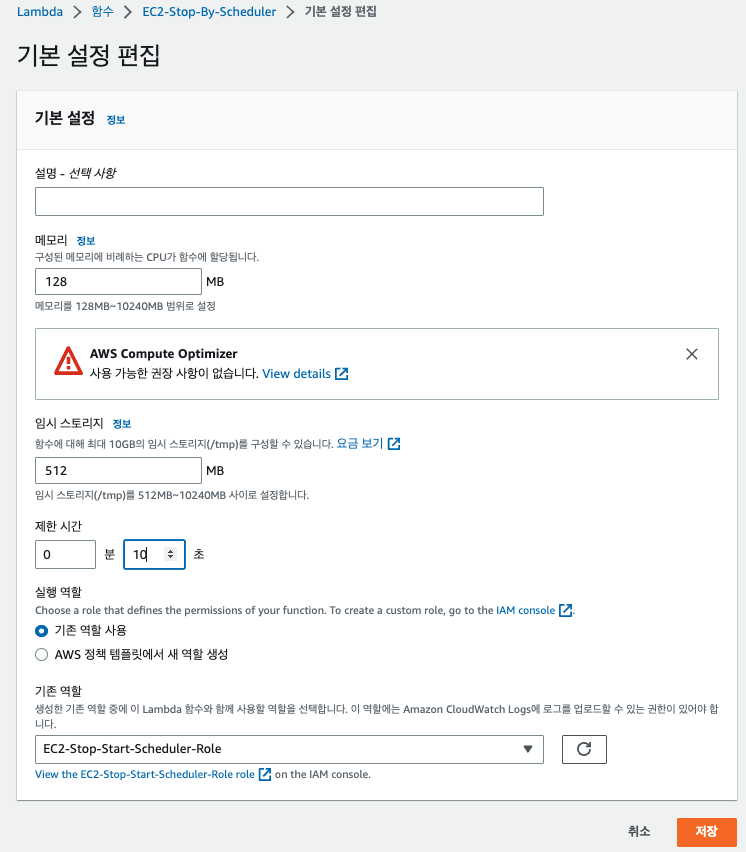 Lambda > 함수 > EC2-Stop-By-Scheduler > 기본 설정 편집
기본 설정 편집
기본 설정 정보
설명 - 선택 사항
메모리 정보
구성된 메모리에 비례하는 CPU가 함수에 할당됩니다.
128 MB
메모리를 128MB~10240MB 범위로 설정
AWS Compute Optimizer
사용 가능한 권장 사항이 없습니다. View details
임시 스토리지 정보
함수에 대해 최대 10GB의 임시 스토리지(/tmp)를 구성할 수 있습니다. 요금 보기
512 MB
임시 스토리지(/tmp)를 512MB~10240MB 사이로 설정합니다.
제한 시간
0 분 10 초
실행 역할
Choose a role that defines the permissions of your function. To create a custom role, go to the IAM console.
기존 역할 사용
AWS 정책 템플릿에서 새 역할 생성
기존 역할
생성한 기존 역할 중에 이 Lambda 함수와 함께 사용할 역할을 선택합니다. 이 역할에는 Amazon CloudWatch Logs에 로그를 업로드할 수 있는 권한이 있어야 합
니다.
EC2-Stop-Start-Scheduler-Role
View the EC2-Stop-Start-Scheduler-Role role on the IAM console.
취소 저장